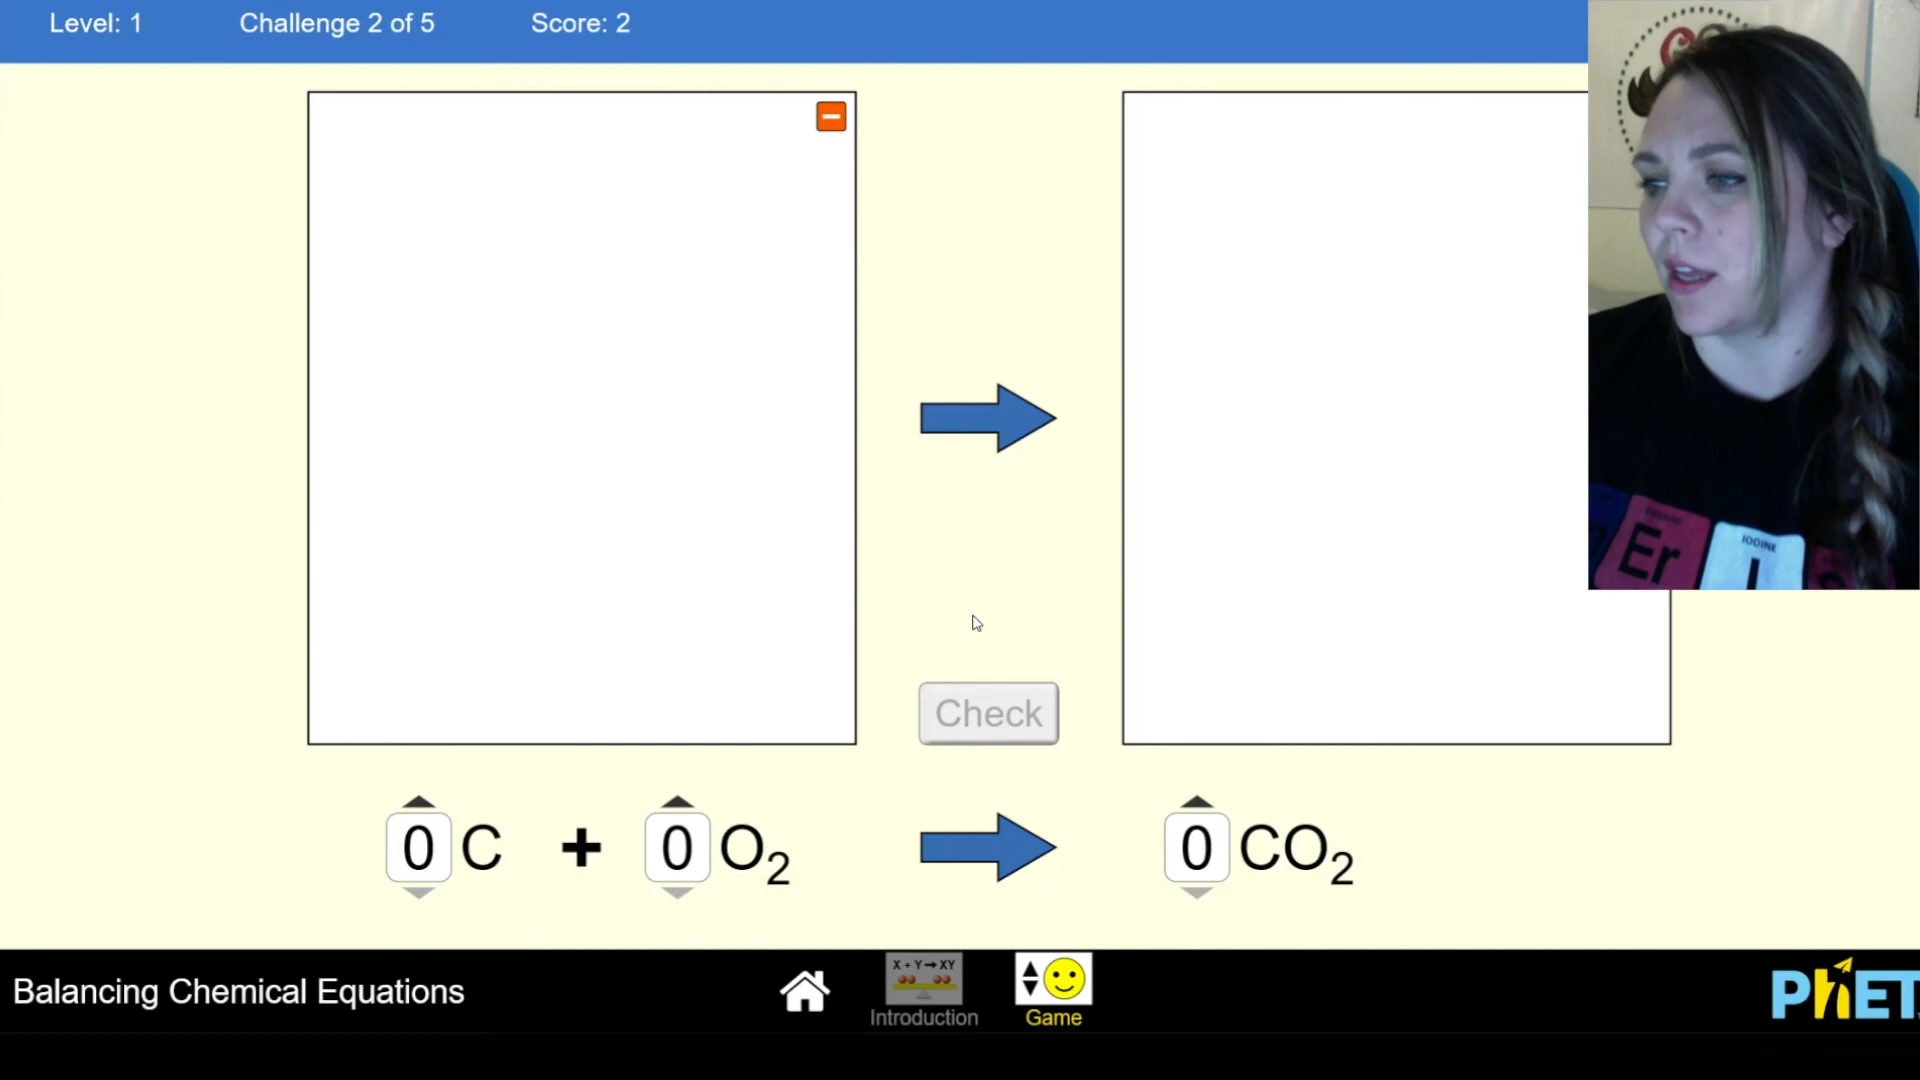 Level: 1 Challenge 2 of 5 Score: 2
ERBIUM
Er
IODINE
I
Check
0 C + 0 O₂ 0 CO₂
X + Y → XY
Balancing Chemical Equations
Introduction
Game
PhET